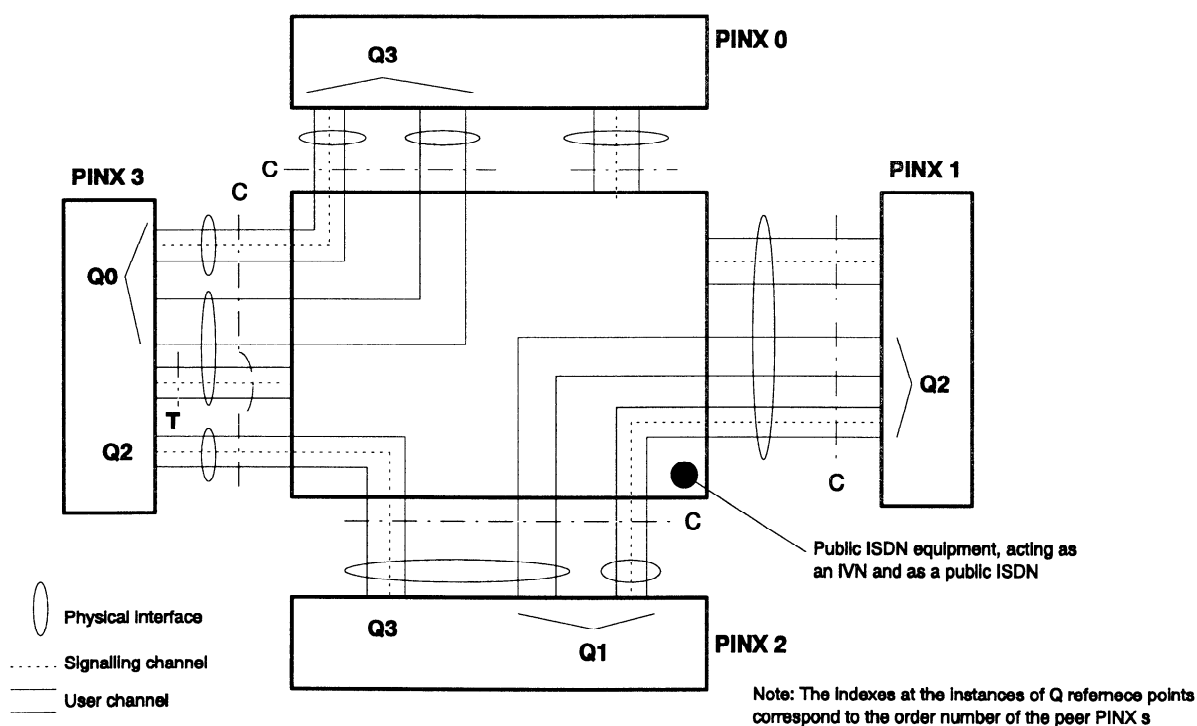 PINX 0
Q3
C
PINX 3
C
PINX 1
Q0
Q2
T
Q2
C
C
Public ISDN equipment, acting as
an IVN and as a public ISDN
Physical interface
Q3
PINX 2
Q1
Signalling channel
User channel
Note: The indexes at the instances of Q refernece points
correspond to the order number of the peer PINX s